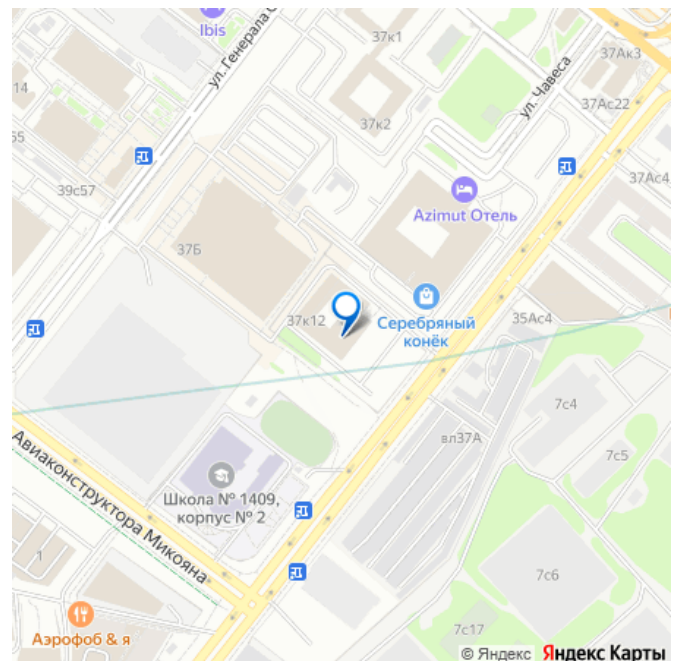 Ibis
ул. Генерала С
37к1
ул. Чавеса
37Ак3
14
37Ас22
37к2
65
39с57
37Ас4
Azimut Отель
37Б
37к12
Серебряный
конёк
35Ас4
7с4
вл37А
7с5
Авиаконструктора Микояна
Школа № 1409,
корпус № 2
1
7с6
Аэрофоб & я
7с17
© Яндекс Яндекс Карты